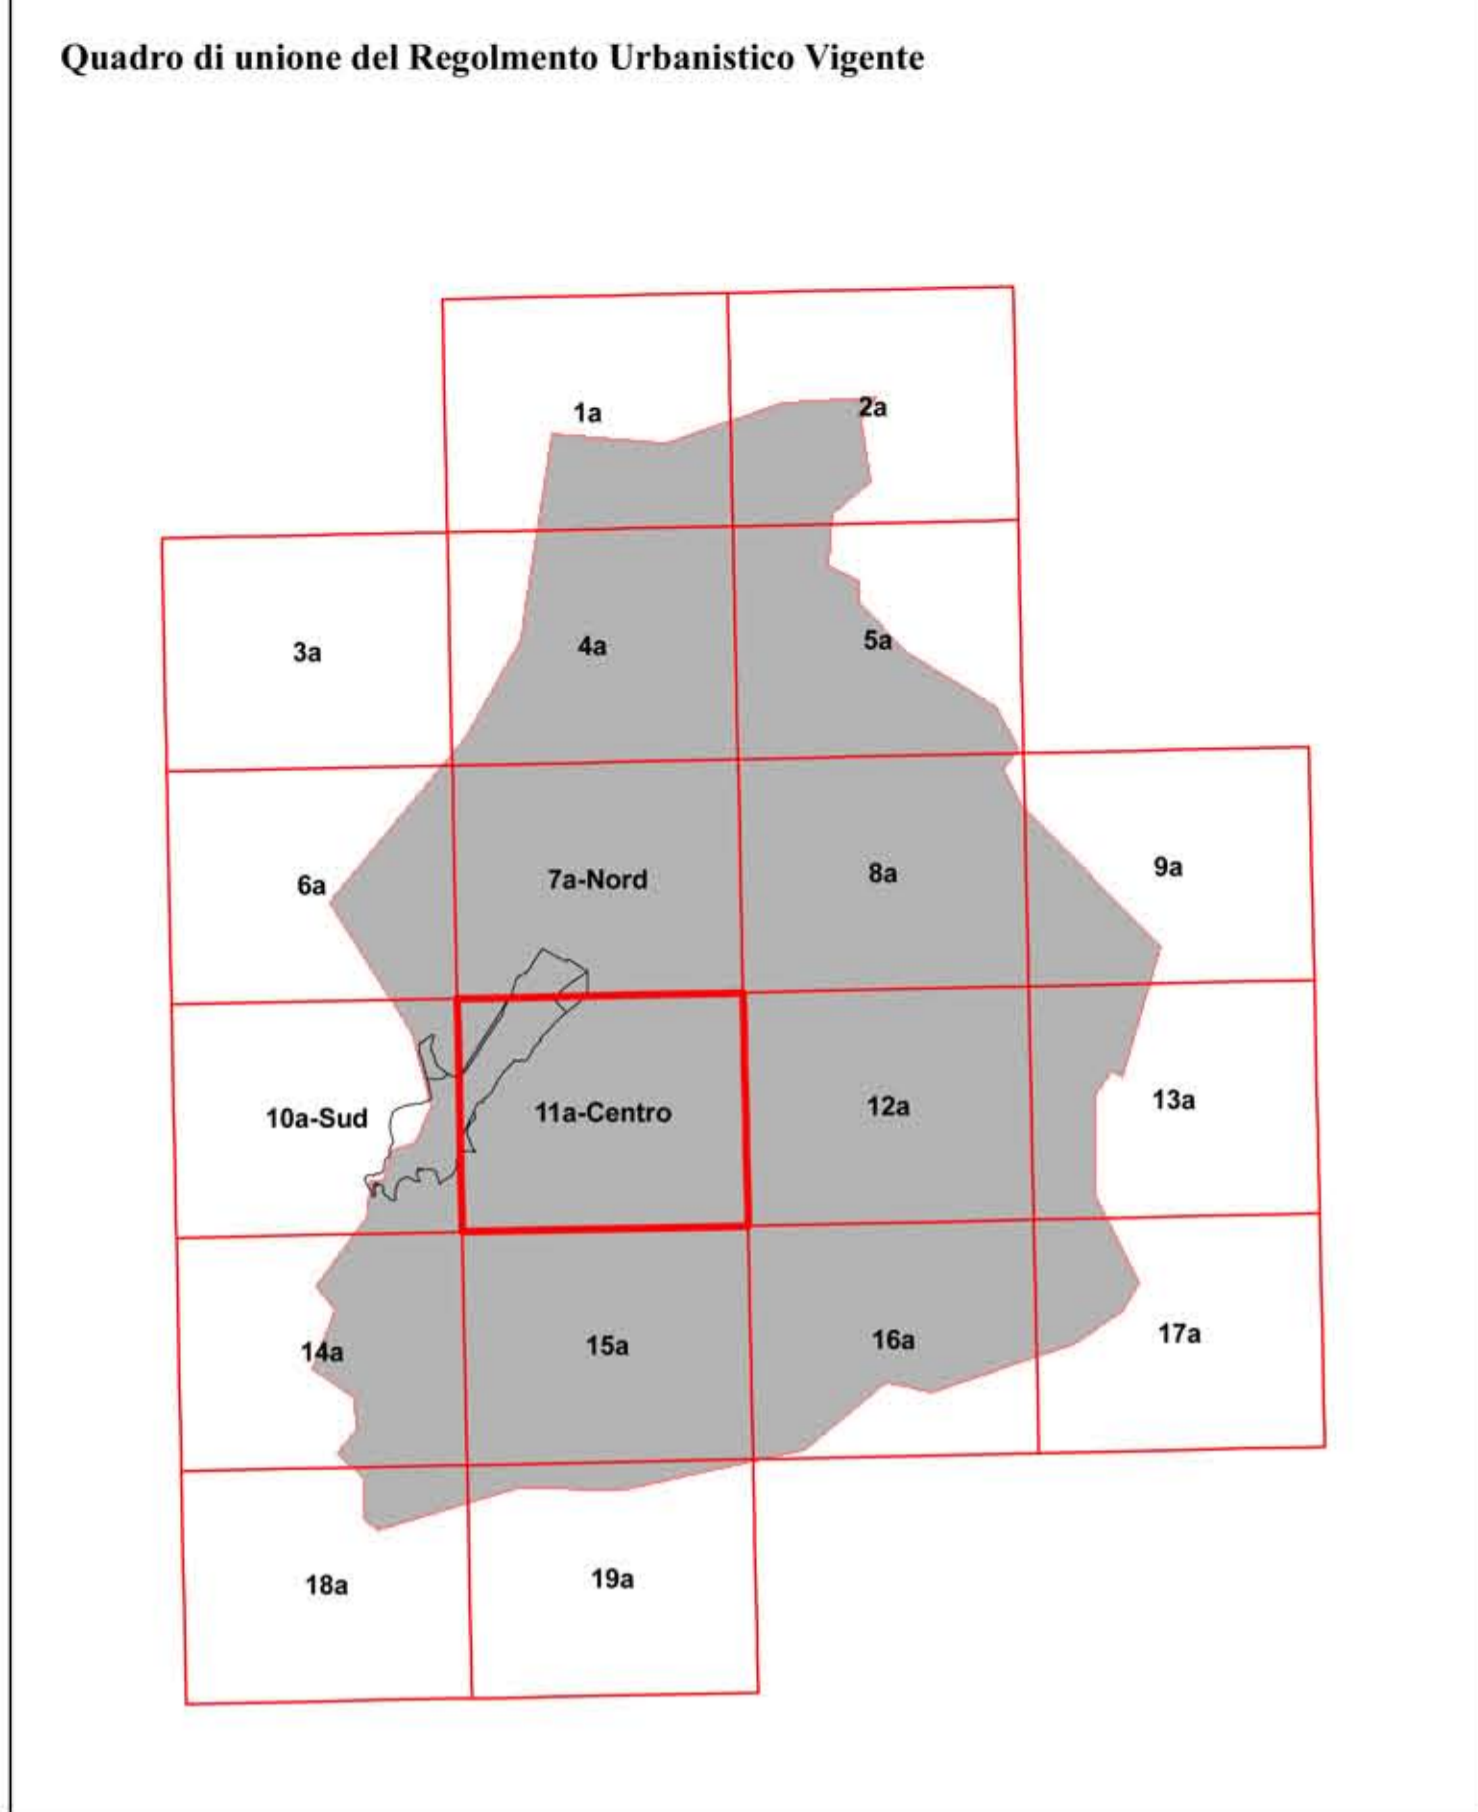 Quadro di unione del Regolmento Urbanistico Vigente
1a
2a
3a
4a
5a
6a
7a-Nord
8a
9a
10a-Sud
11a-Centro
12a
13a
14a
15a
16a
17a
18a
19a